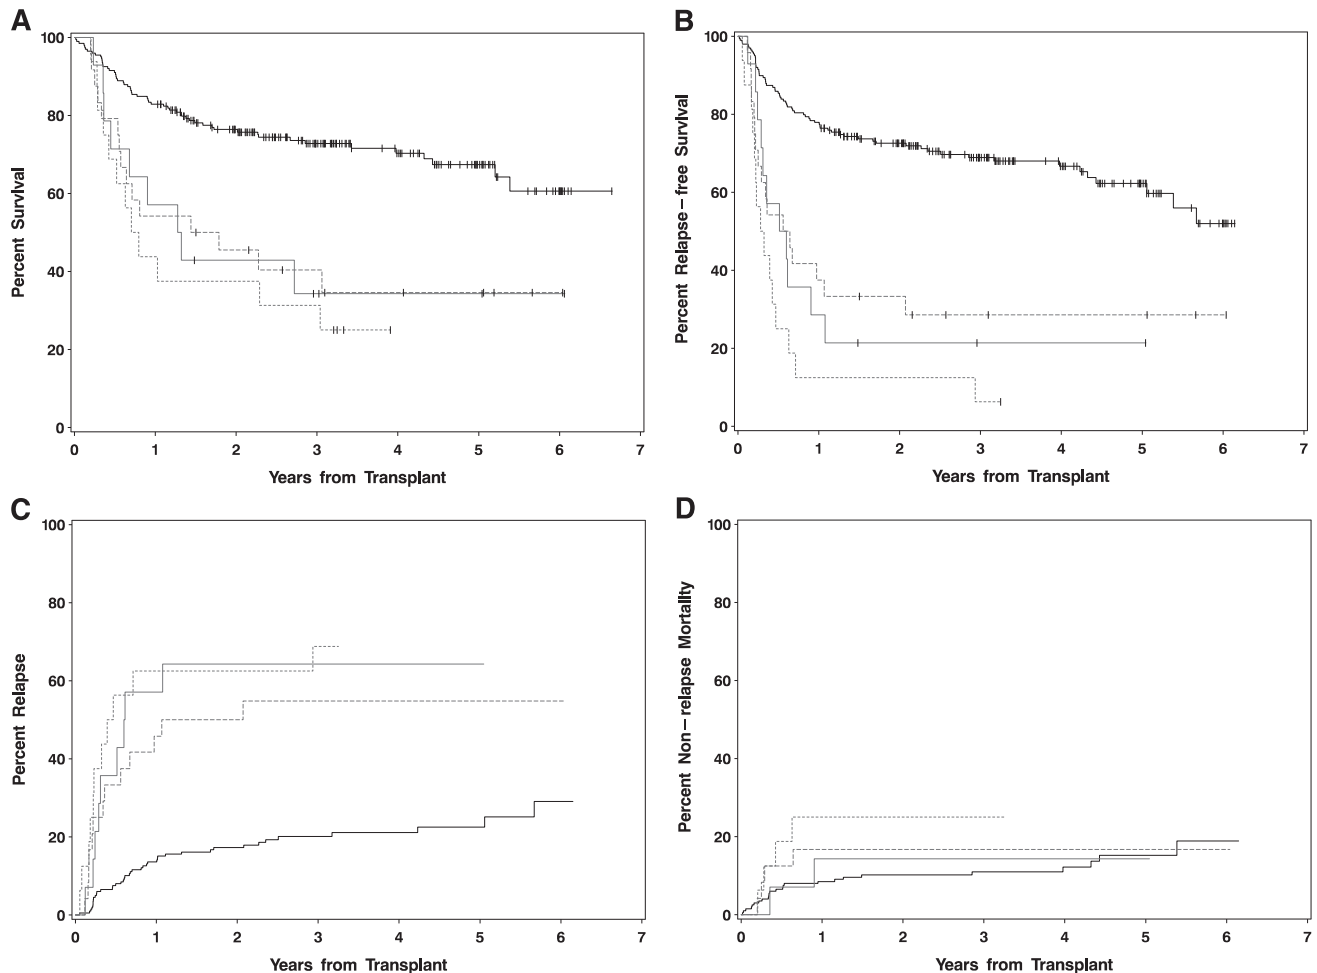 A
Percent Survival
100
80
60
40
20
0
0 1 2 3 4 5 6 7
Years from Transplant
B
Percent Relapse–free Survival
100
80
60
40
20
0
0 1 2 3 4 5 6 7
Years from Transplant
C
Percent Relapse
100
80
60
40
20
0
0 1 2 3 4 5 6 7
Years from Transplant
D
Percent Non–relapse Mortality
100
80
60
40
20
0
0 1 2 3 4 5 6 7
Years from Transplant